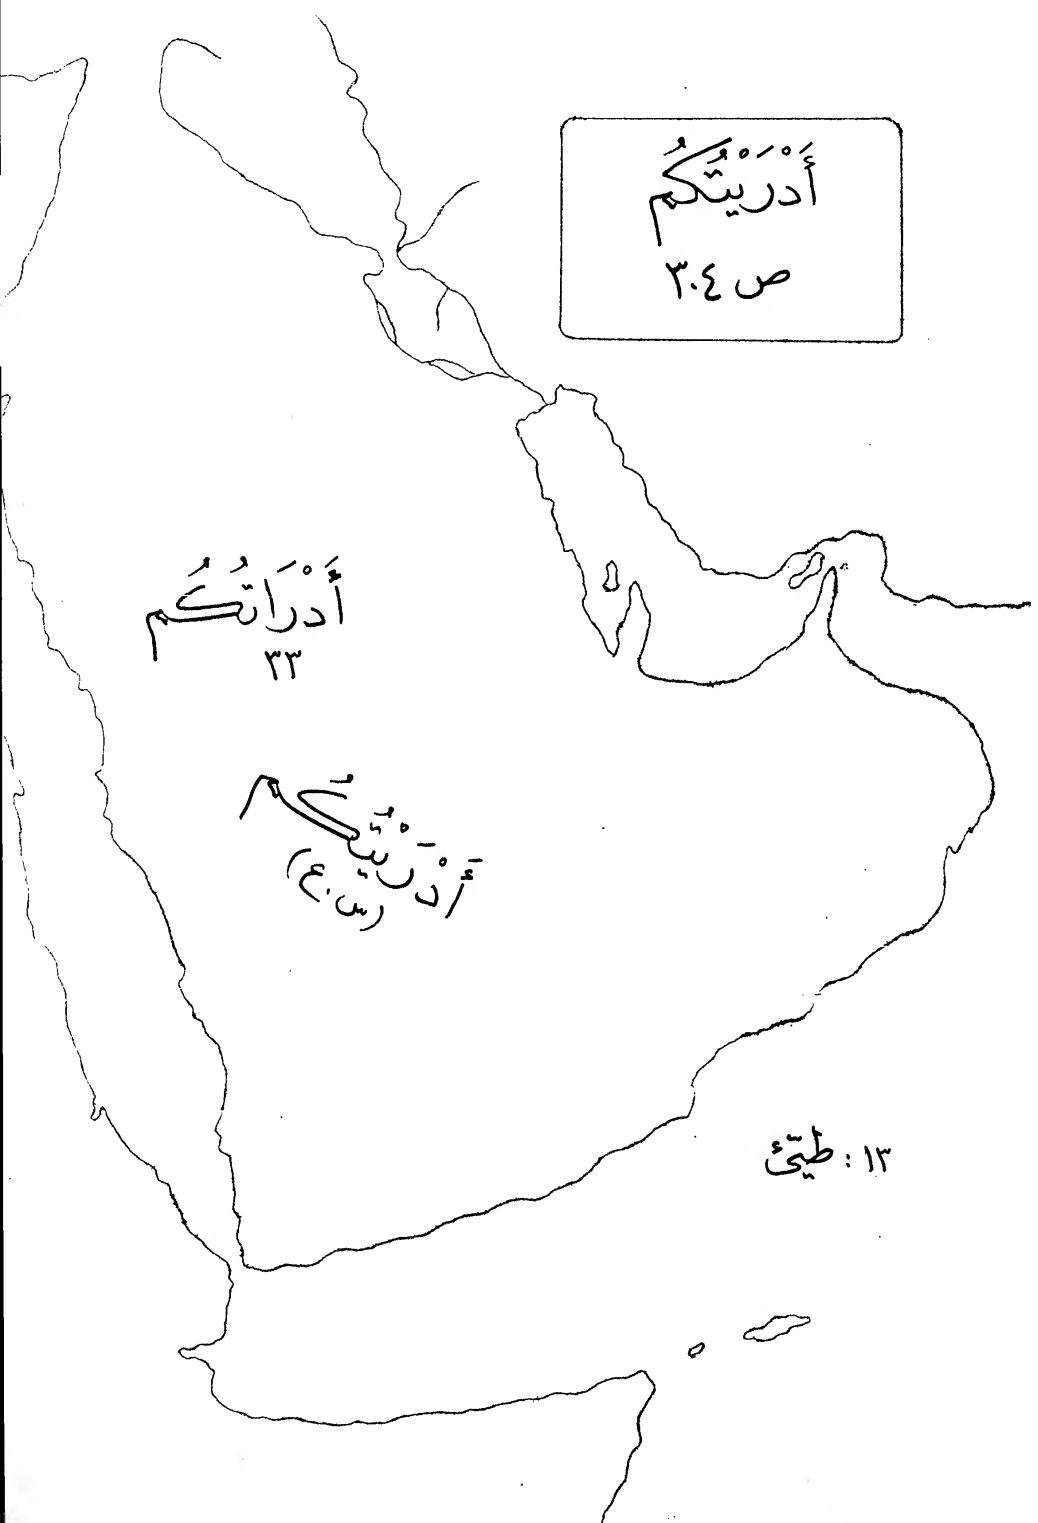 أَدْرَيْتُكُم
ص ٣٠٤
أَدْرَاتُكُم
٣٣
أَدْرَيْتُكُم
(س.ع)
١٣ : طيّئ